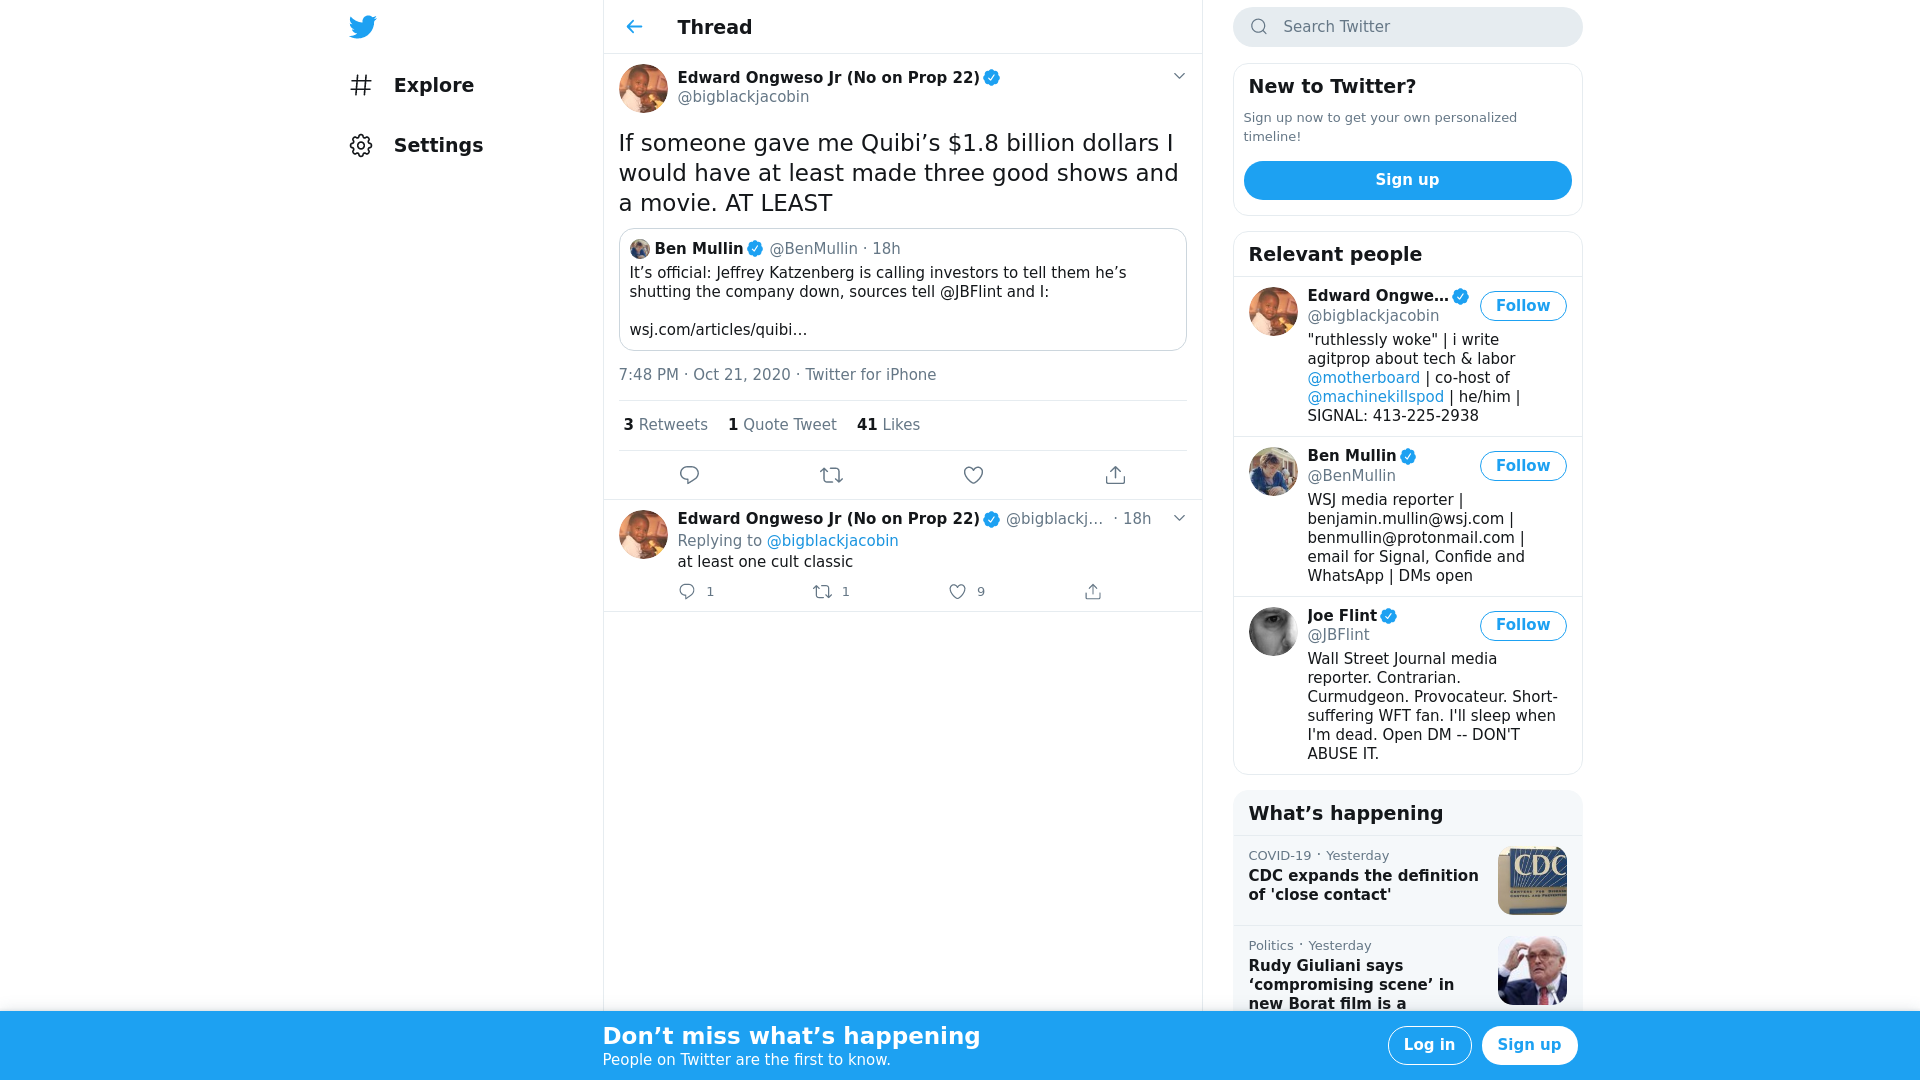 Explore
Settings
Thread
Edward Ongweso Jr (No on Prop 22)
@bigblackjacobin
If someone gave me Quibi’s $1.8 billion dollars I
would have at least made three good shows and
a movie. AT LEAST
Ben Mullin @BenMullin · 18h
It’s official: Jeffrey Katzenberg is calling investors to tell them he’s
shutting the company down, sources tell @JBFlint and I:
wsj.com/articles/quibi…
7:48 PM · Oct 21, 2020 · Twitter for iPhone
3 Retweets 1 Quote Tweet 41 Likes
Edward Ongweso Jr (No on Prop 22) @bigblackj… · 18h
Replying to @bigblackjacobin
at least one cult classic
1 1 9
Search Twitter
New to Twitter?
Sign up now to get your own personalized
timeline!
Sign up
Relevant people
Edward Ongwe… Follow
@bigblackjacobin
"ruthlessly woke" | i write
agitprop about tech & labor
@motherboard | co-host of
@machinekillspod | he/him |
SIGNAL: 413-225-2938
Ben Mullin Follow
@BenMullin
WSJ media reporter |
benjamin.mullin@wsj.com |
benmullin@protonmail.com |
email for Signal, Confide and
WhatsApp | DMs open
Joe Flint Follow
@JBFlint
Wall Street Journal media
reporter. Contrarian.
Curmudgeon. Provocateur. Short-
suffering WFT fan. I'll sleep when
I'm dead. Open DM -- DON'T
ABUSE IT.
What’s happening
COVID-19 · Yesterday
CDC expands the definition
of 'close contact'
CDC
Politics · Yesterday
Rudy Giuliani says
‘compromising scene’ in
new Borat film is a
Don’t miss what’s happening
People on Twitter are the first to know.
Log in Sign up